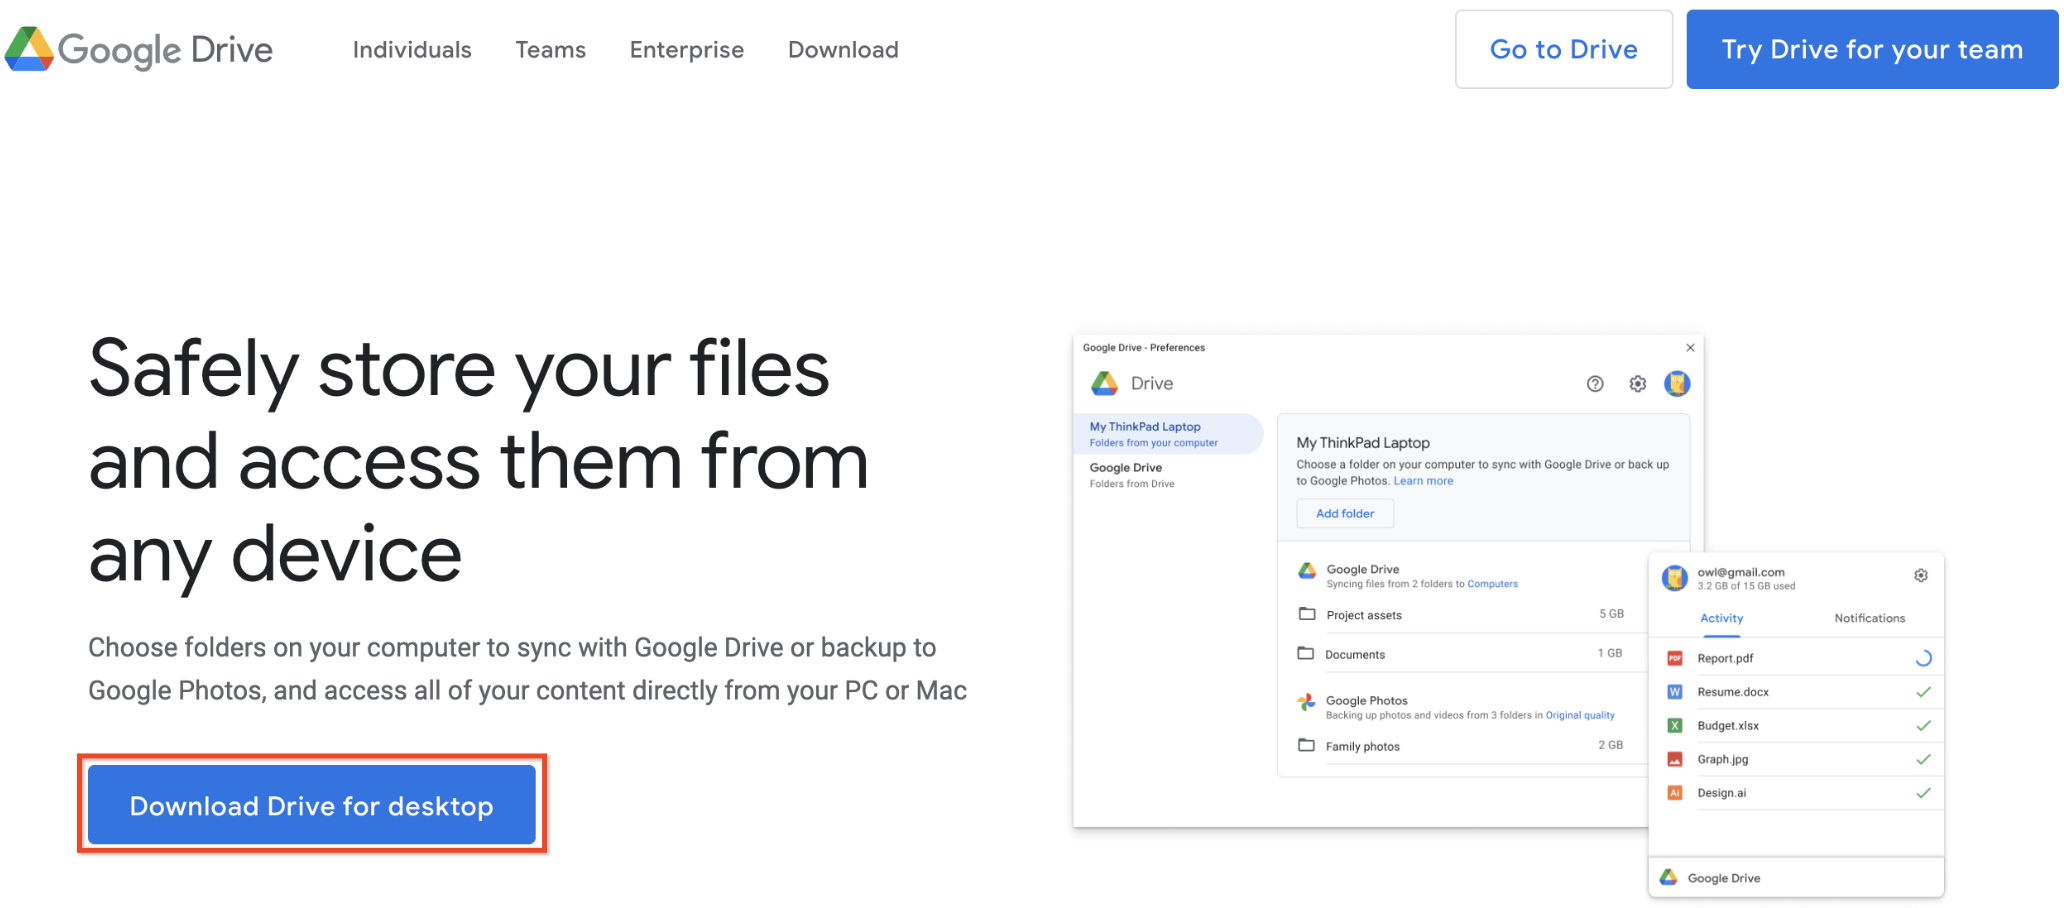 Google Drive
Individuals
Teams
Enterprise
Download
Go to Drive
Try Drive for your team
Safely store your files
and access them from
any device
Choose folders on your computer to sync with Google Drive or backup to
Google Photos, and access all of your content directly from your PC or Mac
Download Drive for desktop
Google Drive - Preferences
Drive
My ThinkPad Laptop
Folders from your computer
Google Drive
Folders from Drive
My ThinkPad Laptop
Choose a folder on your computer to sync with Google Drive or back up
to Google Photos. Learn more
Add folder
Google Drive
Syncing files from 2 folders to Computers
Project assets 5 GB
Documents 1 GB
Google Photos
Backing up photos and videos from 3 folders in Original quality
Family photos 2 GB
owl@gmail.com
3.2 GB of 15 GB used
Activity
Notifications
PDF Report.pdf
W Resume.docx
X Budget.xlsx
Graph.jpg
Ai Design.ai
Google Drive